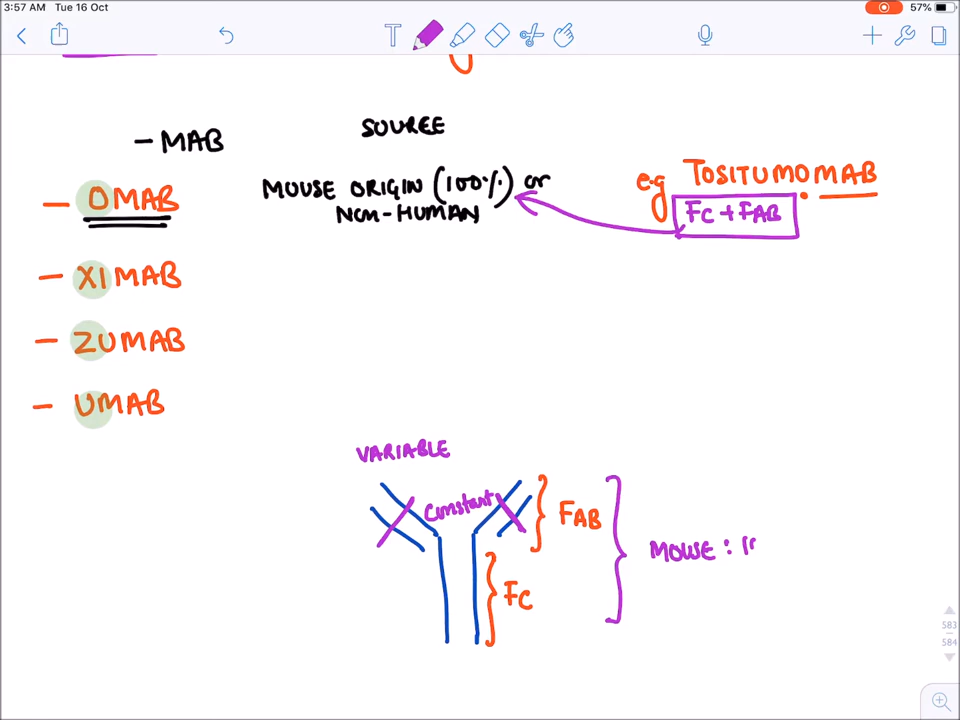 3:57 AM Tue 16 Oct
57%
T
- MAB
SOURCE
- OMAB
MOUSE ORIGIN (100%) or
NON-HUMAN
e.g TOSITUMOMAB
FC + FAB
- XIMAB
- ZUMAB
- UMAB
VARIABLE
Constant
FAB
MOUSE : 1
FC
583
584